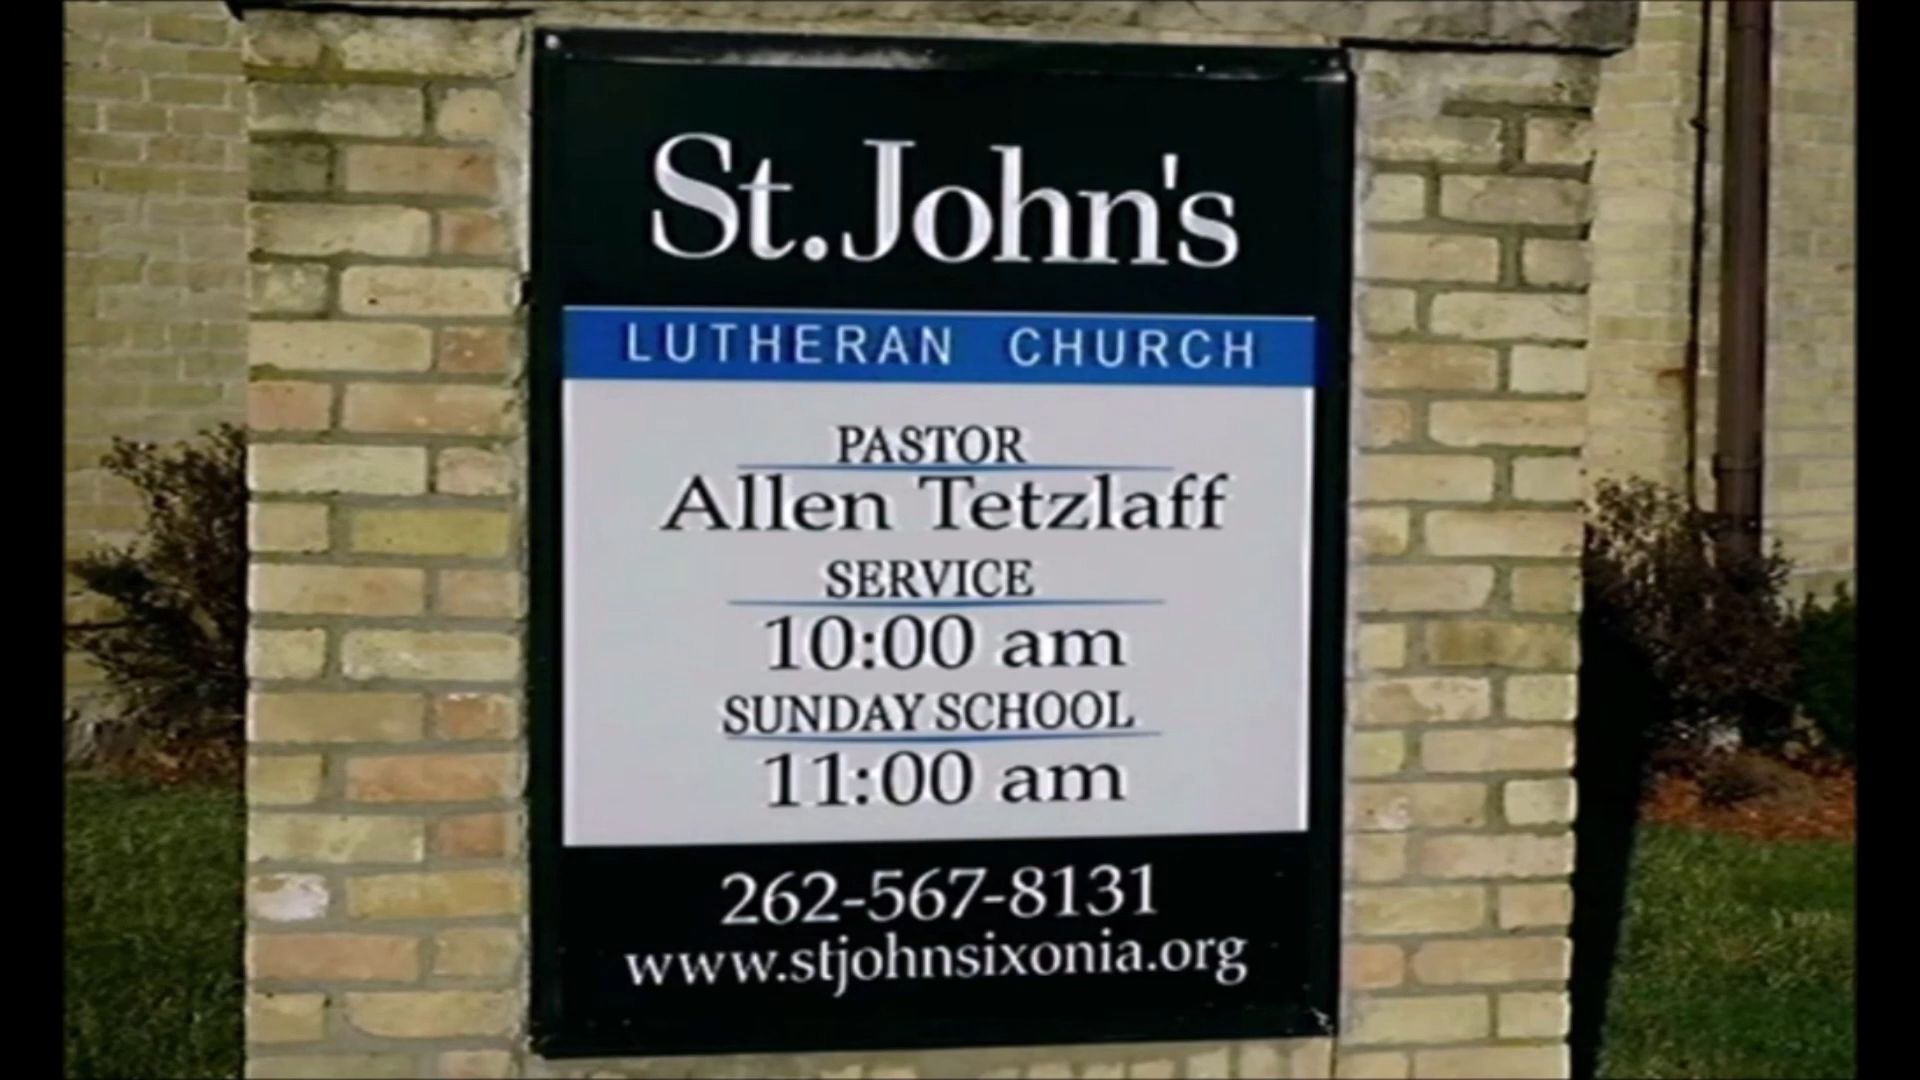 St.John's
LUTHERAN CHURCH
PASTOR
Allen Tetzlaff
SERVICE
10:00 am
SUNDAY SCHOOL
11:00 am
262-567-8131
www.stjohnsixonia.org